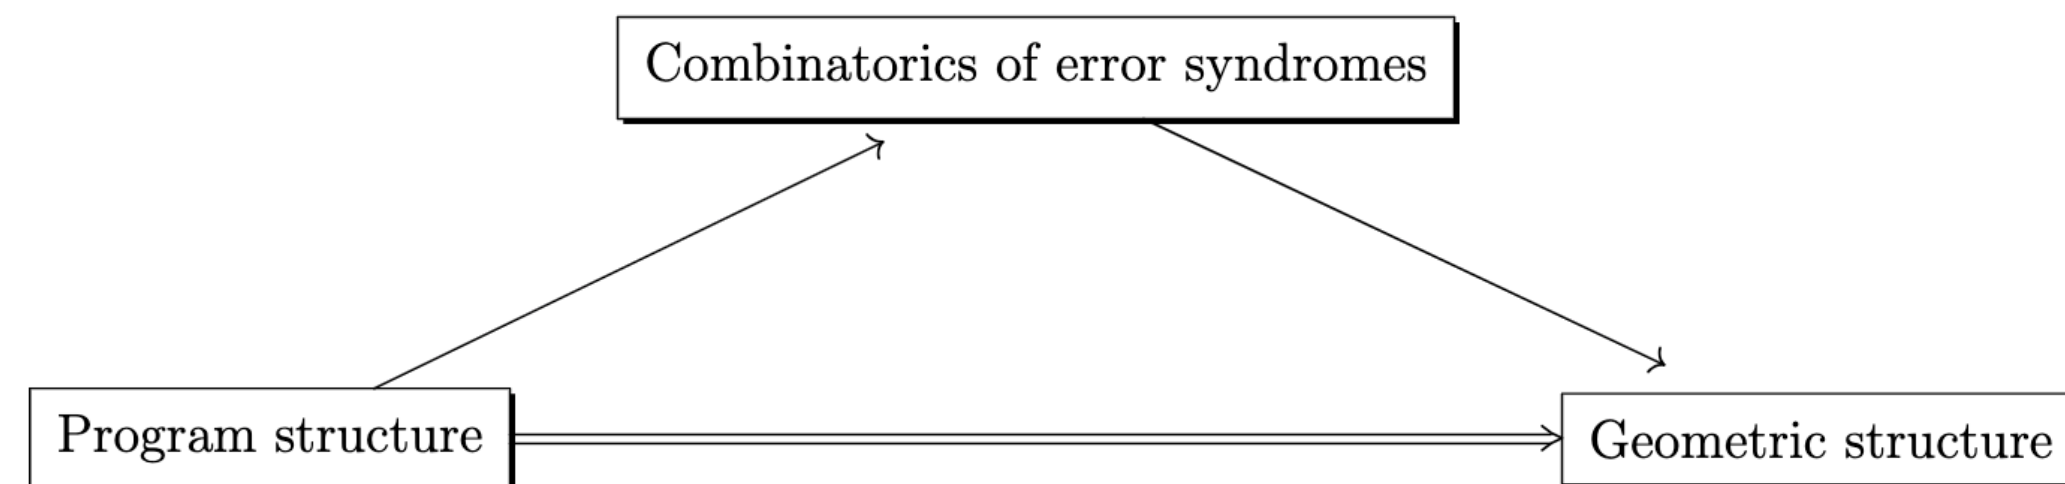 Combinatorics of error syndromes
Program structure
Geometric structure